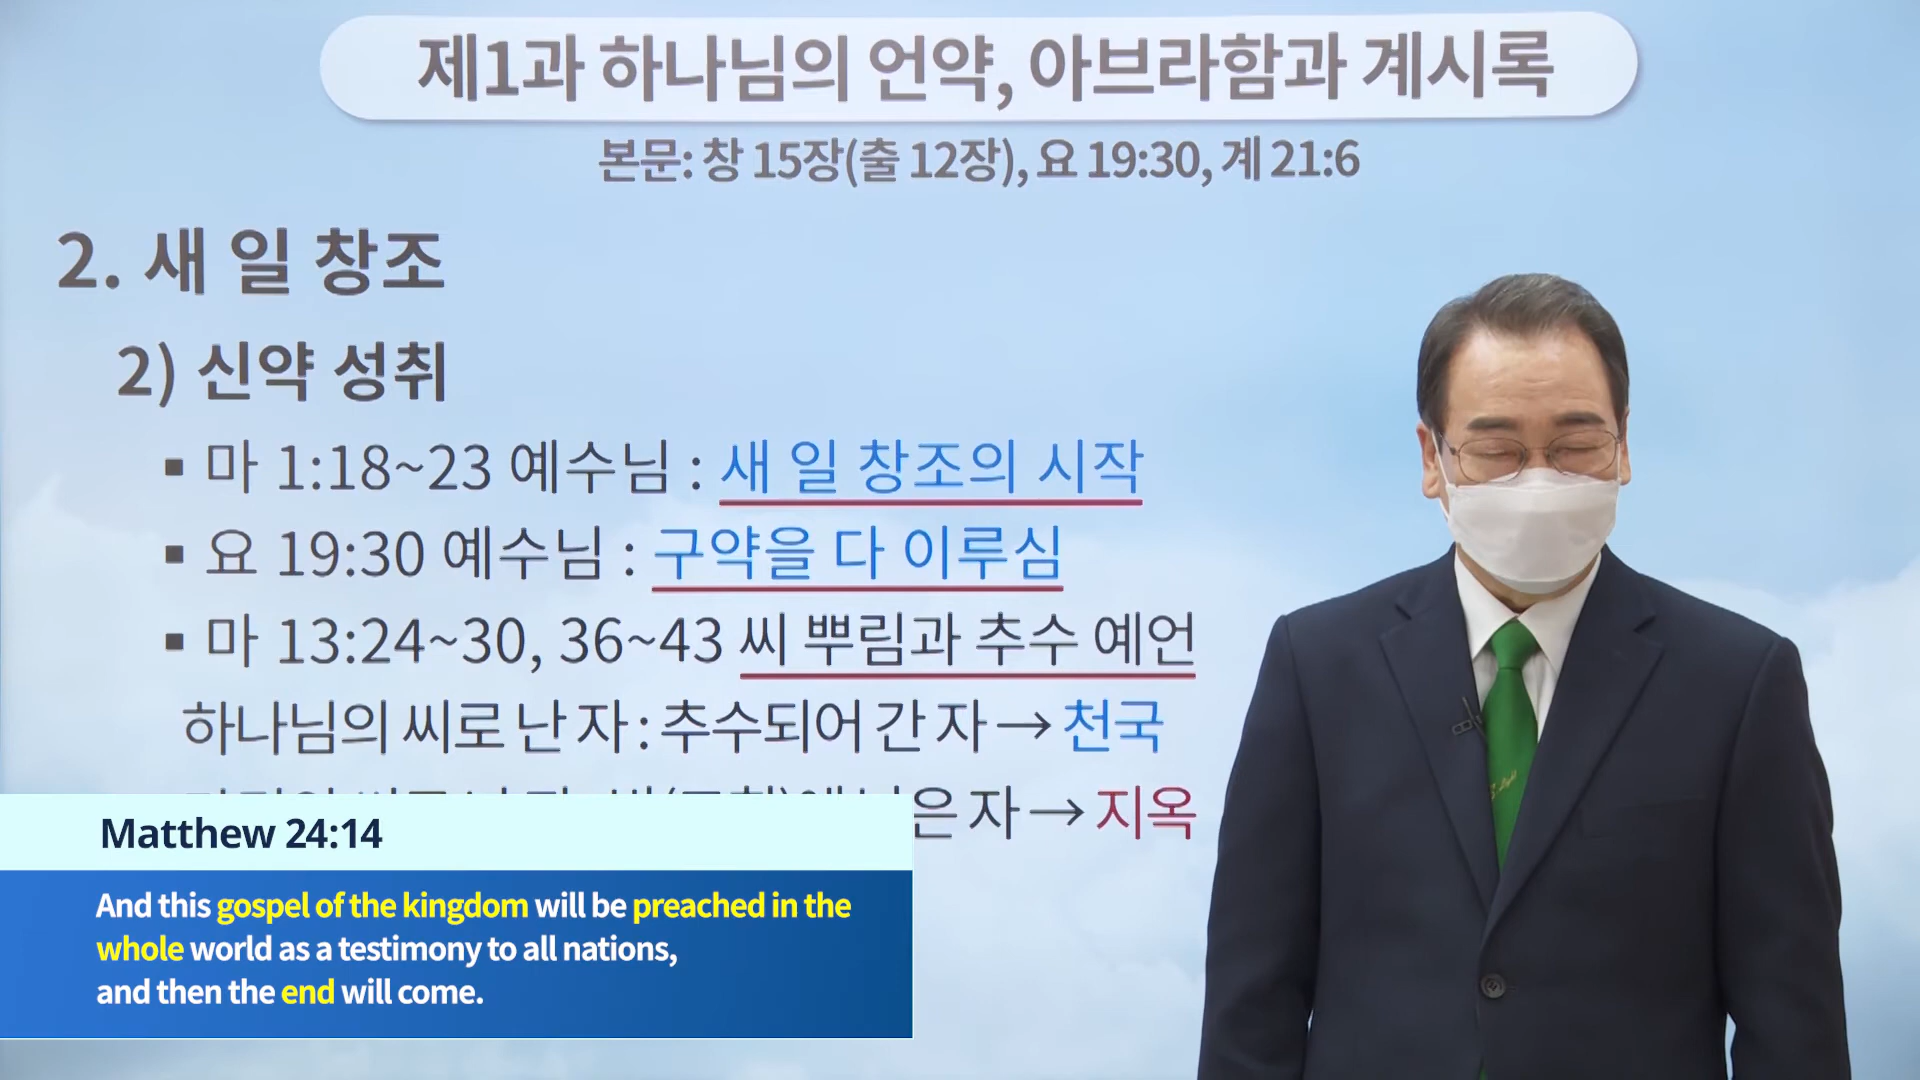 제1과 하나님의 언약, 아브라함과 계시록
본문: 창 15장(출 12장), 요 19:30, 계 21:6
2. 새 일 창조
2) 신약 성취
▪ 마 1:18~23 예수님 : 새 일 창조의 시작
▪ 요 19:30 예수님 : 구약을 다 이루심
▪ 마 13:24~30, 36~43 씨 뿌림과 추수 예언
하나님의 씨로 난 자 : 추수되어 간 자 → 천국
은 자 → 지옥
Matthew 24:14
And this gospel of the kingdom will be preached in the
whole world as a testimony to all nations,
and then the end will come.